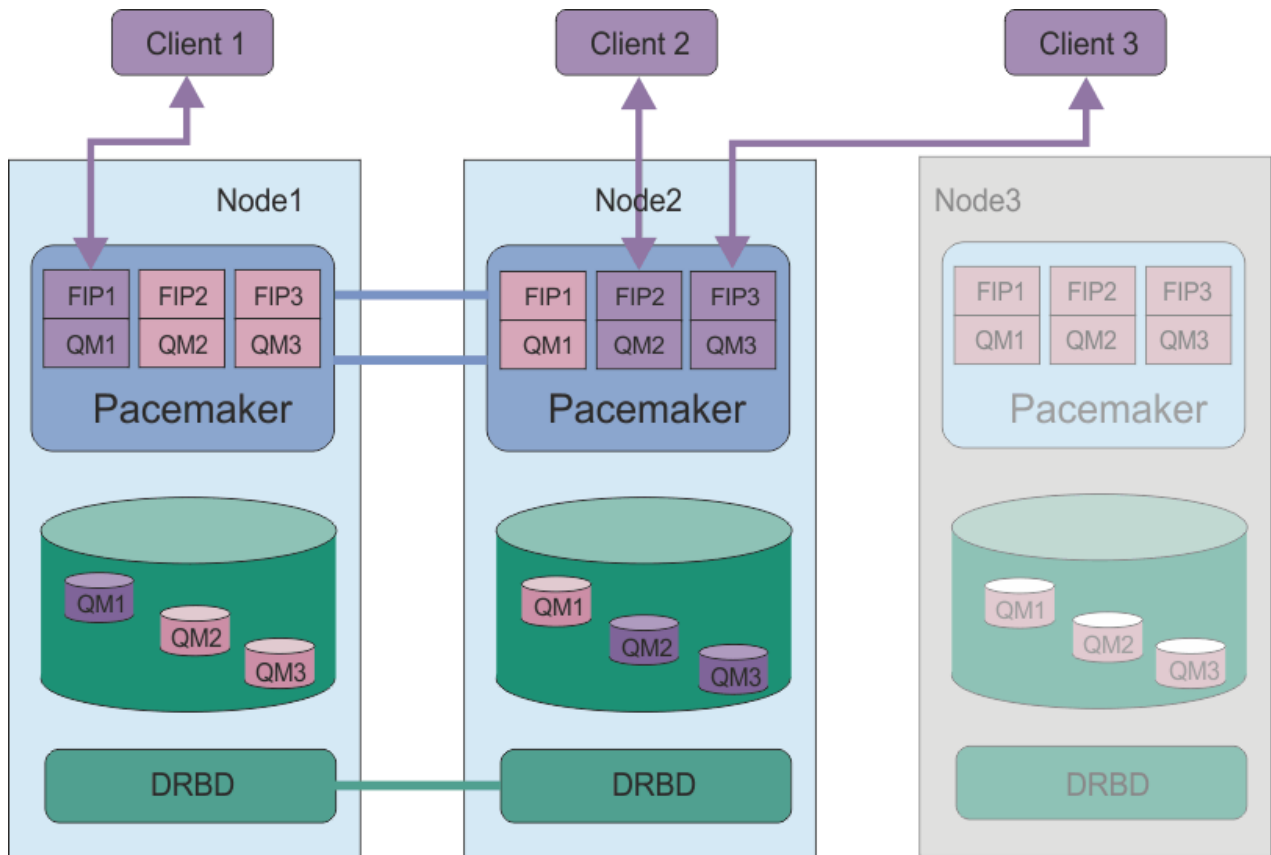 Client 1
Client 2
Client 3
Node1
Node2
Node3
FIP1 FIP2 FIP3
QM1 QM2 QM3
Pacemaker
FIP1 FIP2 FIP3
QM1 QM2 QM3
Pacemaker
FIP1 FIP2 FIP3
QM1 QM2 QM3
Pacemaker
QM1
QM2
QM3
QM1
QM2
QM3
QM1
QM2
QM3
DRBD
DRBD
DRBD